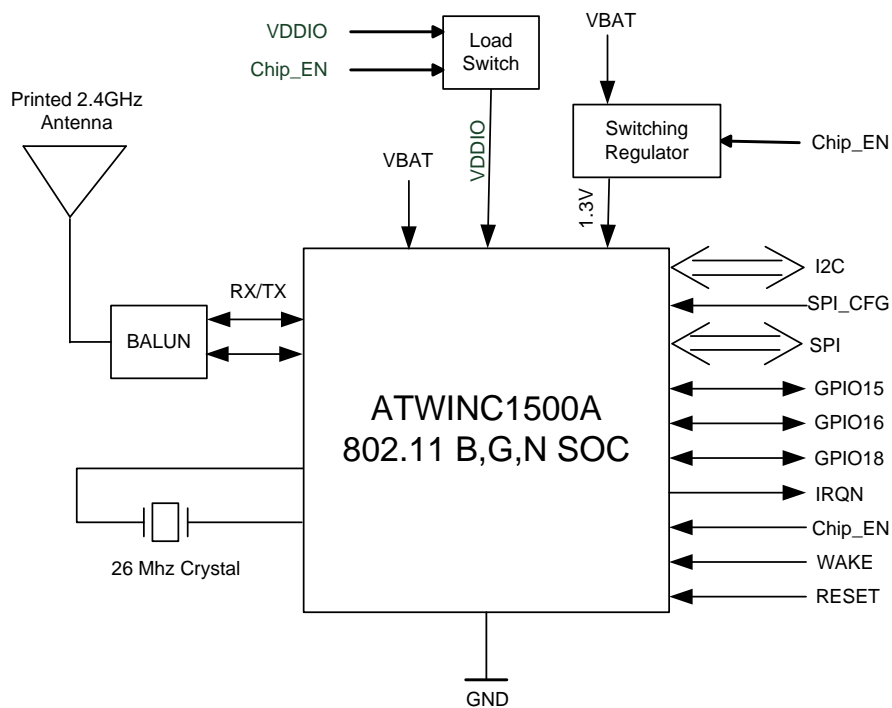 VDDIO
Chip_EN
Load
Switch
VBAT
Printed 2.4GHz
Antenna
Switching
Regulator
Chip_EN
VBAT
VDDIO
1.3V
I2C
RX/TX
SPI_CFG
BALUN
SPI
GPIO15
ATWINC1500A
802.11 B,G,N SOC
GPIO16
GPIO18
IRQN
Chip_EN
26 Mhz Crystal
WAKE
RESET
GND